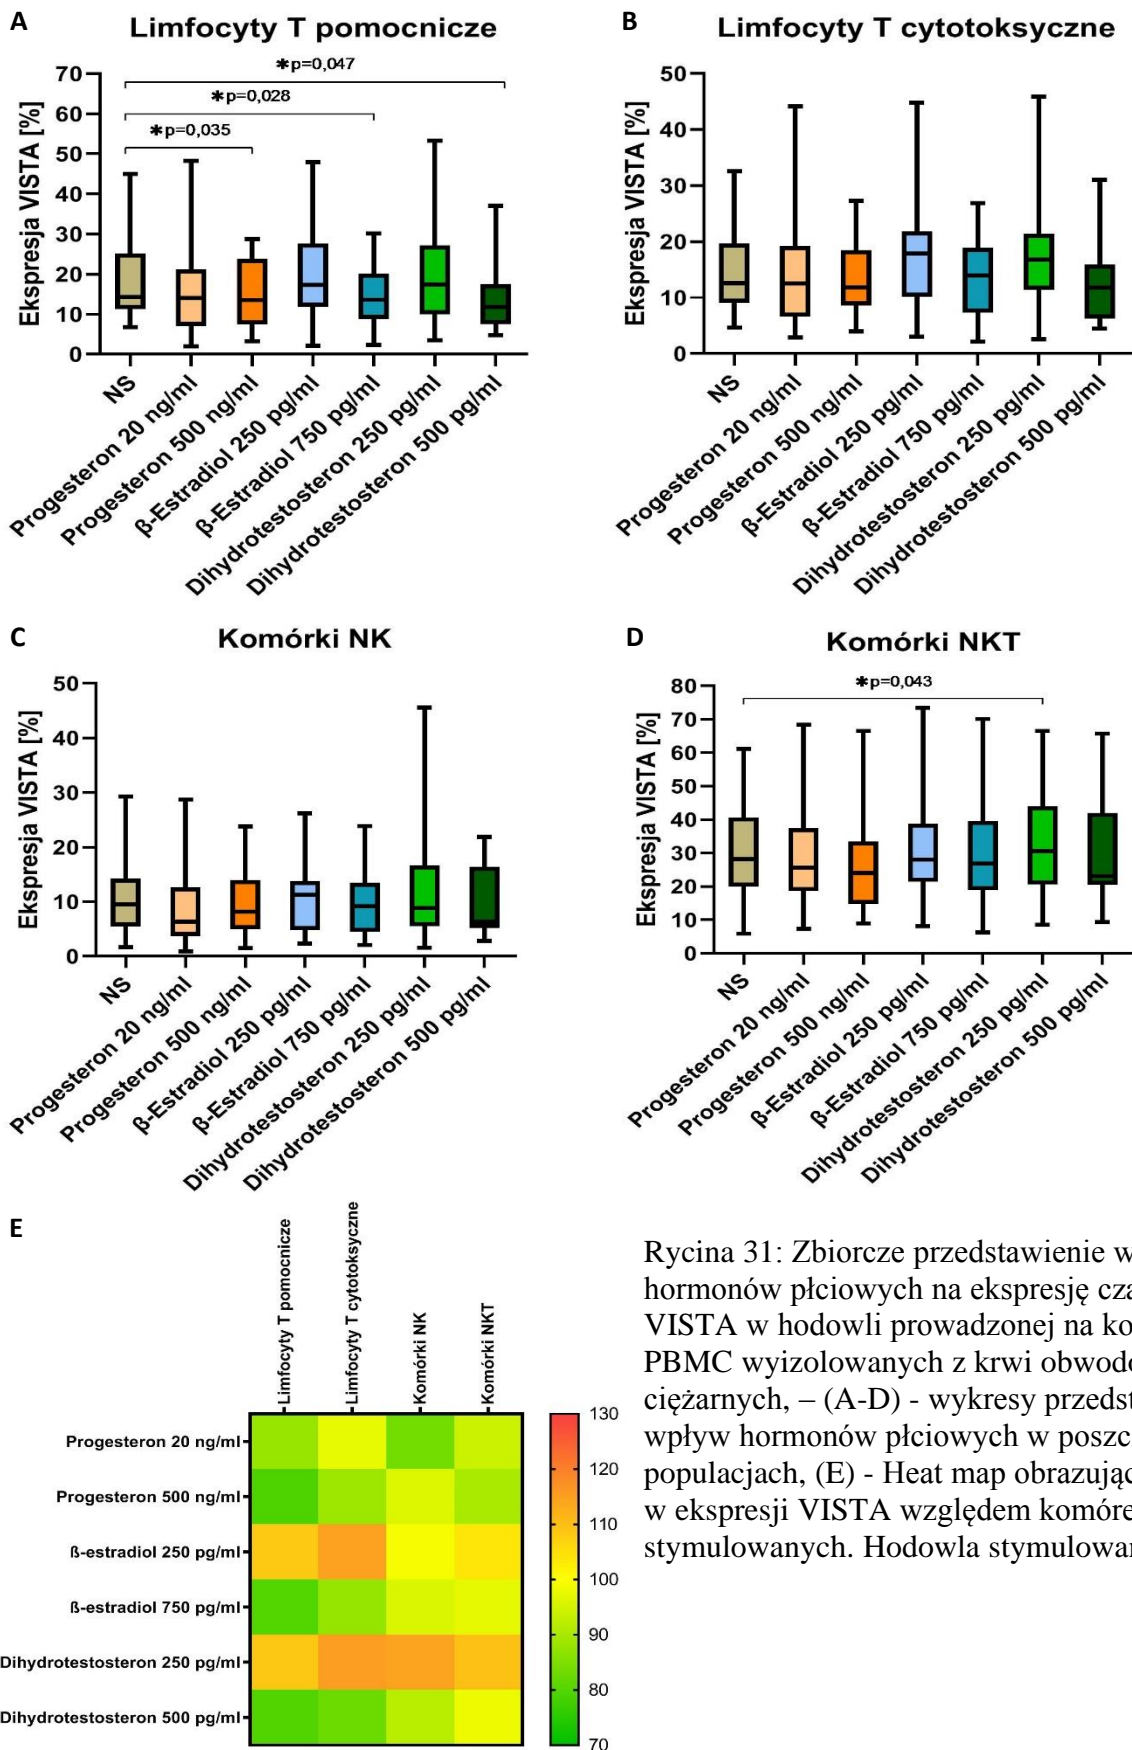 A
Limfocyty T pomocnicze
Ekspresja VISTA [%]
70
60
50
40
30
20
10
0
∗p=0,047
∗p=0,028
∗p=0,035
NS
Progesteron 20 ng/ml
Progesteron 500 ng/ml
β-Estradiol 250 pg/ml
β-Estradiol 750 pg/ml
Dihydrotestosteron 250 pg/ml
Dihydrotestosteron 500 pg/ml
B
Limfocyty T cytotoksyczne
Ekspresja VISTA [%]
50
40
30
20
10
0
NS
Progesteron 20 ng/ml
Progesteron 500 ng/ml
β-Estradiol 250 pg/ml
β-Estradiol 750 pg/ml
Dihydrotestosteron 250 pg/ml
Dihydrotestosteron 500 pg/ml
C
Komórki NK
Ekspresja VISTA [%]
50
40
30
20
10
0
NS
Progesteron 20 ng/ml
Progesteron 500 ng/ml
β-Estradiol 250 pg/ml
β-Estradiol 750 pg/ml
Dihydrotestosteron 250 pg/ml
Dihydrotestosteron 500 pg/ml
D
Komórki NKT
Ekspresja VISTA [%]
80
70
60
50
40
30
20
10
0
∗p=0,043
NS
Progesteron 20 ng/ml
Progesteron 500 ng/ml
β-Estradiol 250 pg/ml
β-Estradiol 750 pg/ml
Dihydrotestosteron 250 pg/ml
Dihydrotestosteron 500 pg/ml
E
Limfocyty T pomocnicze
Limfocyty T cytotoksyczne
Komórki NK
Komórki NKT
Progesteron 20 ng/ml
Progesteron 500 ng/ml
ß-estradiol 250 pg/ml
ß-estradiol 750 pg/ml
Dihydrotestosteron 250 pg/ml
Dihydrotestosteron 500 pg/ml
130
120
110
100
90
80
70
Rycina 31: Zbiorcze przedstawienie w
hormonów płciowych na ekspresję czą
VISTA w hodowli prowadzonej na ko
PBMC wyizolowanych z krwi obwodo
ciężarnych, – (A-D) - wykresy przedst
wpływ hormonów płciowych w poszc
populacjach, (E) - Heat map obrazując
w ekspresji VISTA względem komóre
stymulowanych. Hodowla stymulowa